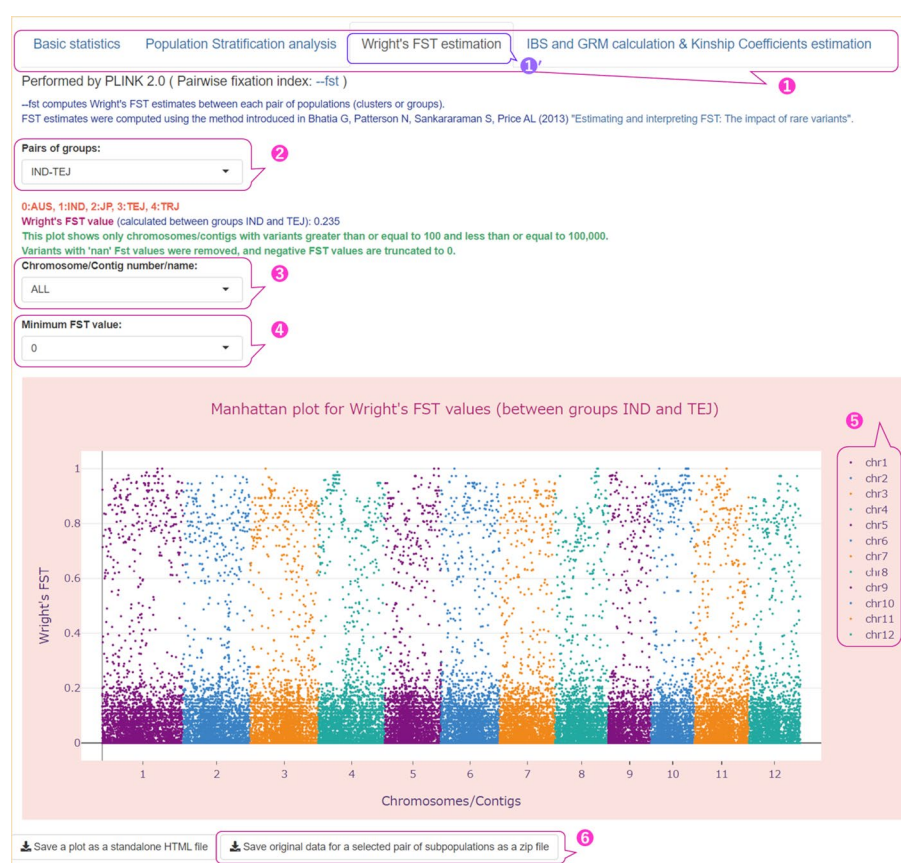 Basic statistics Population Stratification analysis Wright's FST estimation IBS and GRM calculation & Kinship Coefficients estimation
1'
1
Performed by PLINK 2.0 ( Pairwise fixation index: --fst )
--fst computes Wright's FST estimates between each pair of populations (clusters or groups).
FST estimates were computed using the method introduced in Bhatia G, Patterson N, Sankararaman S, Price AL (2013) "Estimating and interpreting FST: The impact of rare variants".
Pairs of groups:
2
IND-TEJ
0:AUS, 1:IND, 2:JP, 3:TEJ, 4:TRJ
Wright's FST value (calculated between groups IND and TEJ): 0.235
This plot shows only chromosomes/contigs with variants greater than or equal to 100 and less than or equal to 100,000.
Variants with 'nan' Fst values were removed, and negative FST values are truncated to 0.
Chromosome/Contig number/name:
3
ALL
Minimum FST value:
4
0
Manhattan plot for Wright's FST values (between groups IND and TEJ)
5
chr1
chr2
chr3
chr4
chr5
chr6
chr7
chr8
chr9
chr10
chr11
chr12
1
0.8
0.6
0.4
0.2
0
Wright's FST
1 2 3 4 5 6 7 8 9 10 11 12
Chromosomes/Contigs
Save a plot as a standalone HTML file Save original data for a selected pair of subpopulations as a zip file
6